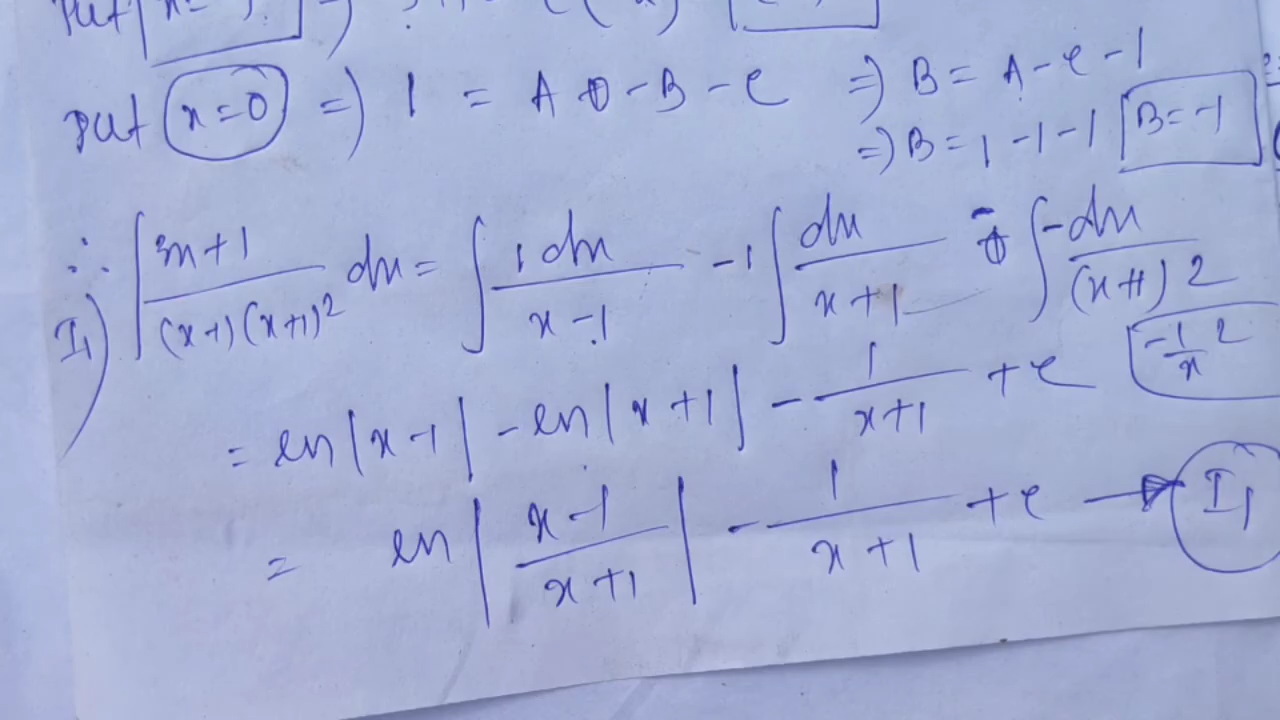 put (x=0) => 1 = A - B - C => B = A - C - 1
=> B = 1 - 1 - 1 B = -1
∴ I₁) ∫ 3x+1 / (x-1)(x+1)² dx = ∫ 1 dx / x-1 - 1 ∫ dx / x+1 - ∫ -dx / (x+1)2
= ln|x-1| - ln|x+1| - 1/x+1 + c -1/x 2
= ln|x-1 / x+1| - 1/x+1 + c → I₁